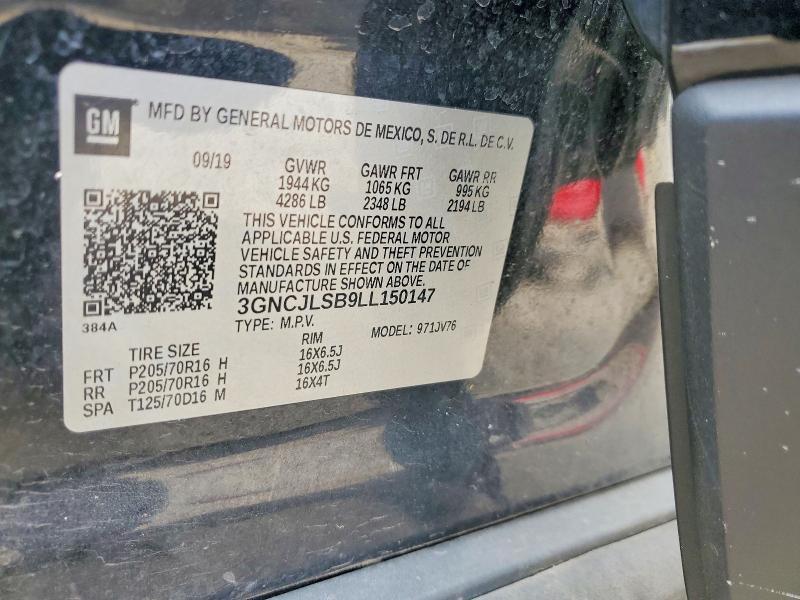 GM
MFD BY GENERAL MOTORS DE MEXICO, S. DE R.L. DE C.V.
09/19 GVWR GAWR FRT GAWR RR
1944 KG 1065 KG 995 KG
4286 LB 2348 LB 2194 LB
THIS VEHICLE CONFORMS TO ALL
APPLICABLE U.S. FEDERAL MOTOR
VEHICLE SAFETY AND THEFT PREVENTION
STANDARDS IN EFFECT ON THE DATE OF
MANUFACTURE SHOWN ABOVE.
3GNCJLSB9LL150147
384A
TYPE: M.P.V. MODEL: 971JV76
TIRE SIZE RIM
FRT P205/70R16 H 16X6.5J
RR P205/70R16 H 16X6.5J
SPA T125/70D16 M 16X4T